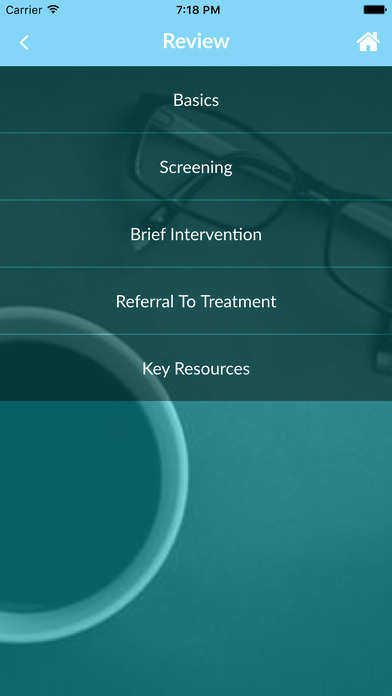 Carrier 7:18 PM
Review
Basics
Screening
Brief Intervention
Referral To Treatment
Key Resources